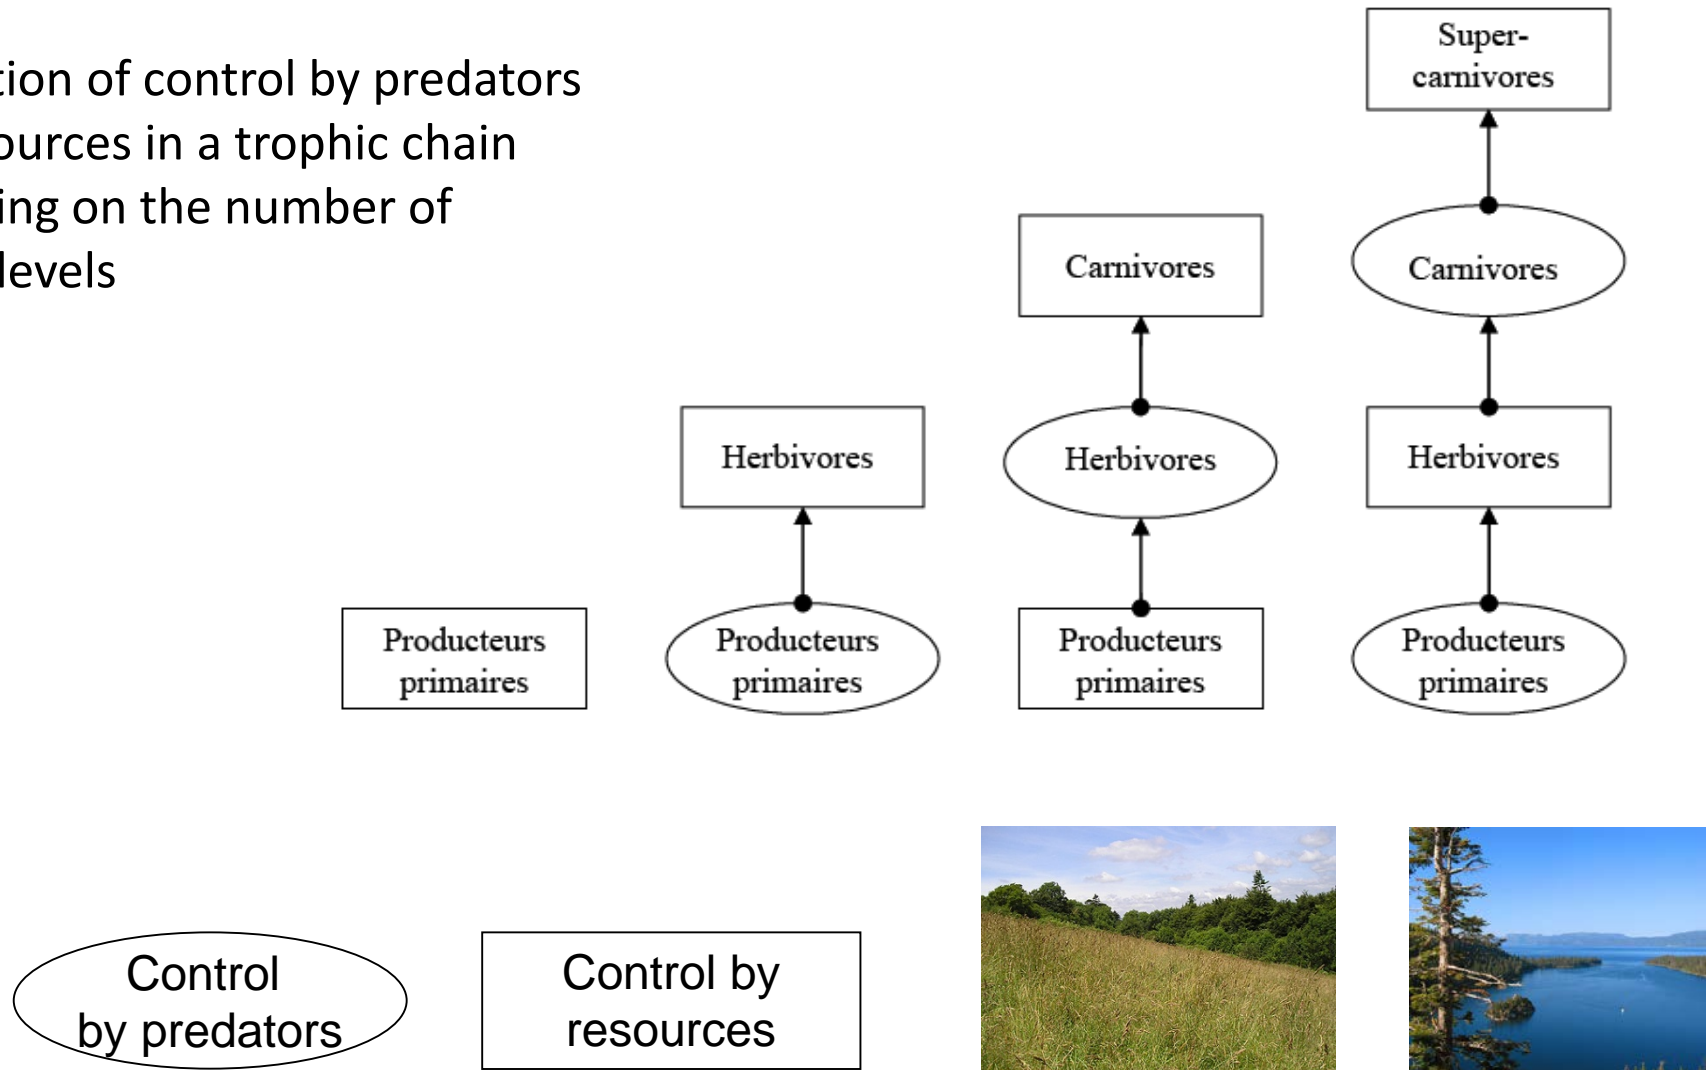 tion of control by predators
ources in a trophic chain
ing on the number of
levels
Super-
carnivores
Carnivores
Carnivores
Herbivores
Herbivores
Herbivores
Producteurs
primaires
Producteurs
primaires
Producteurs
primaires
Producteurs
primaires
Control
by predators
Control by
resources